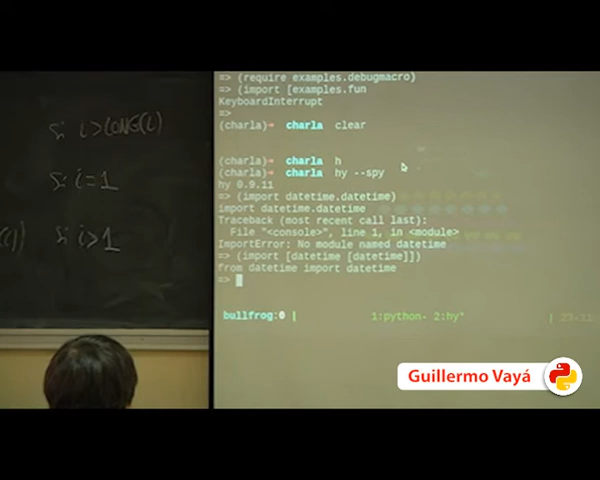 si i>LONG(l)
si i=1
si i>1
=> (require examples.debugmacro)
=> (import [examples.fun
KeyboardInterrupt
=>
(charla)➜ charla clear
(charla)➜ charla h
(charla)➜ charla hy --spy
hy 0.9.11
=> (import datetime.datetime)
import datetime.datetime
Traceback (most recent call last):
File "<console>", line 1, in <module>
ImportError: No module named datetime
=> (import [datetime [datetime]])
from datetime import datetime
=>
bullfrog:0 | 1:python- 2:hy*
Guillermo Vayá